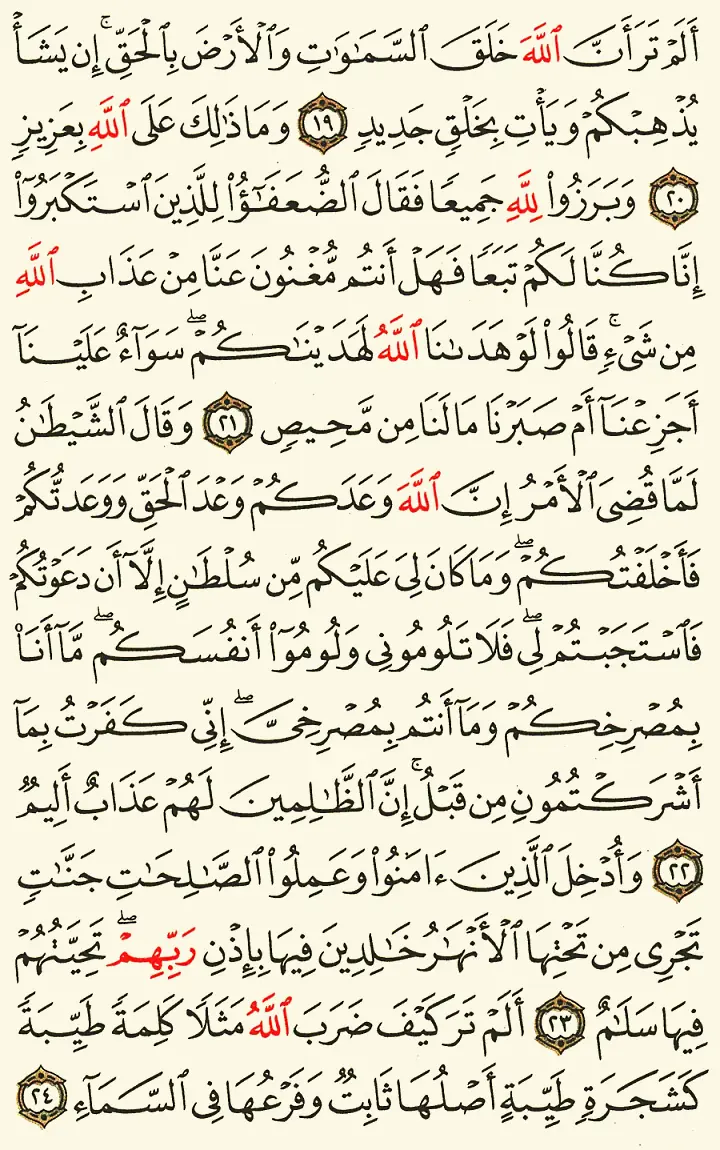 أَلَمْ تَرَ أَنَّ ٱللَّهَ خَلَقَ ٱلسَّمَٰوَٰتِ وَٱلْأَرْضَ بِٱلْحَقِّ ۚ إِن يَشَأْ
يُذْهِبْكُمْ وَيَأْتِ بِخَلْقٍ جَدِيدٍ ١٩ وَمَا ذَٰلِكَ عَلَى ٱللَّهِ بِعَزِيزٍ
٢٠ وَبَرَزُوا۟ لِلَّهِ جَمِيعًا فَقَالَ ٱلضُّعَفَٰٓؤُا۟ لِلَّذِينَ ٱسْتَكْبَرُوٓا۟
إِنَّا كُنَّا لَكُمْ تَبَعًا فَهَلْ أَنتُم مُّغْنُونَ عَنَّا مِنْ عَذَابِ ٱللَّهِ
مِن شَىْءٍ ۚ قَالُوا۟ لَوْ هَدَىٰنَا ٱللَّهُ لَهَدَيْنَٰكُمْ ۖ سَوَآءٌ عَلَيْنَآ
أَجَزِعْنَآ أَمْ صَبَرْنَا مَا لَنَا مِن مَّحِيصٍ ٢١ وَقَالَ ٱلشَّيْطَٰنُ
لَمَّا قُضِىَ ٱلْأَمْرُ إِنَّ ٱللَّهَ وَعَدَكُمْ وَعْدَ ٱلْحَقِّ وَوَعَدتُّكُمْ
فَأَخْلَفْتُكُمْ ۖ وَمَا كَانَ لِىَ عَلَيْكُم مِّن سُلْطَٰنٍ إِلَّآ أَن دَعَوْتُكُمْ
فَٱسْتَجَبْتُمْ لِى ۖ فَلَا تَلُومُونِى وَلُومُوٓا۟ أَنفُسَكُم ۖ مَّآ أَنَا۠
بِمُصْرِخِكُمْ وَمَآ أَنتُم بِمُصْرِخِىَّ ۖ إِنِّى كَفَرْتُ بِمَآ
أَشْرَكْتُمُونِ مِن قَبْلُ ۗ إِنَّ ٱلظَّٰلِمِينَ لَهُمْ عَذَابٌ أَلِيمٌ
٢٢ وَأُدْخِلَ ٱلَّذِينَ ءَامَنُوا۟ وَعَمِلُوا۟ ٱلصَّٰلِحَٰتِ جَنَّٰتٍ
تَجْرِى مِن تَحْتِهَا ٱلْأَنْهَٰرُ خَٰلِدِينَ فِيهَا بِإِذْنِ رَبِّهِمْ ۖ تَحِيَّتُهُمْ
فِيهَا سَلَٰمٌ ٢٣ أَلَمْ تَرَ كَيْفَ ضَرَبَ ٱللَّهُ مَثَلًا كَلِمَةً طَيِّبَةً
كَشَجَرَةٍ طَيِّبَةٍ أَصْلُهَا ثَابِتٌ وَفَرْعُهَا فِى ٱلسَّمَآءِ ٢٤